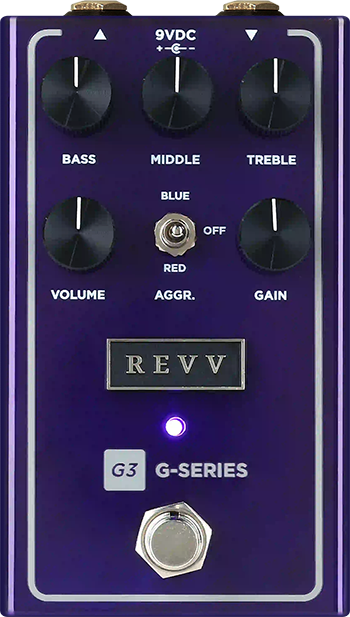 9VDC
BASS MIDDLE TREBLE
BLUE
OFF
RED
VOLUME AGGR. GAIN
REVV
G3 G-SERIES